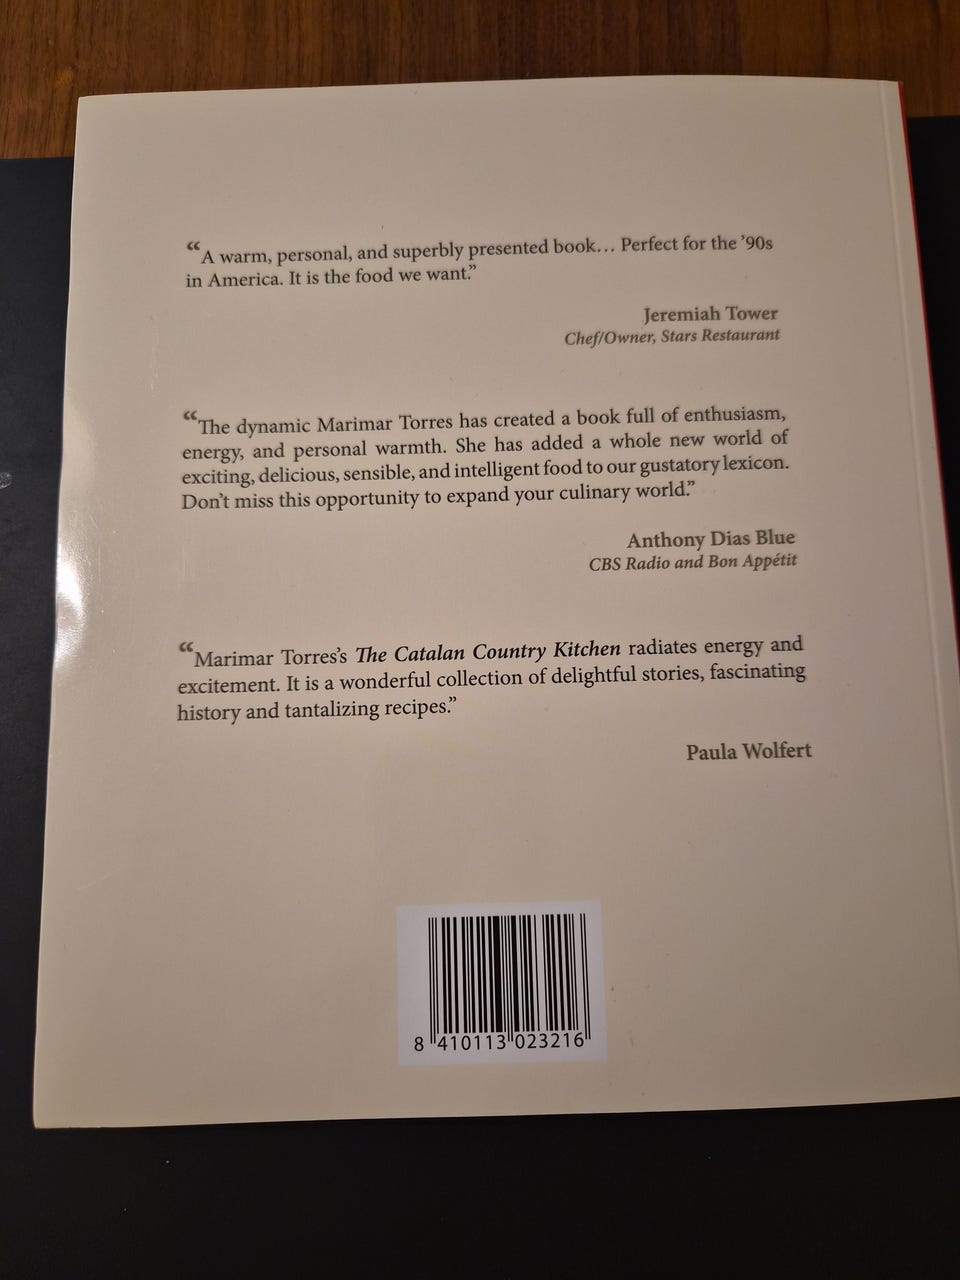 “A warm, personal, and superbly presented book… Perfect for the ’90s
in America. It is the food we want.”
Jeremiah Tower
Chef/Owner, Stars Restaurant
“The dynamic Marimar Torres has created a book full of enthusiasm,
energy, and personal warmth. She has added a whole new world of
exciting, delicious, sensible, and intelligent food to our gustatory lexicon.
Don’t miss this opportunity to expand your culinary world.”
Anthony Dias Blue
CBS Radio and Bon Appétit
“Marimar Torres’s The Catalan Country Kitchen radiates energy and
excitement. It is a wonderful collection of delightful stories, fascinating
history and tantalizing recipes.”
Paula Wolfert
8 410113 023216